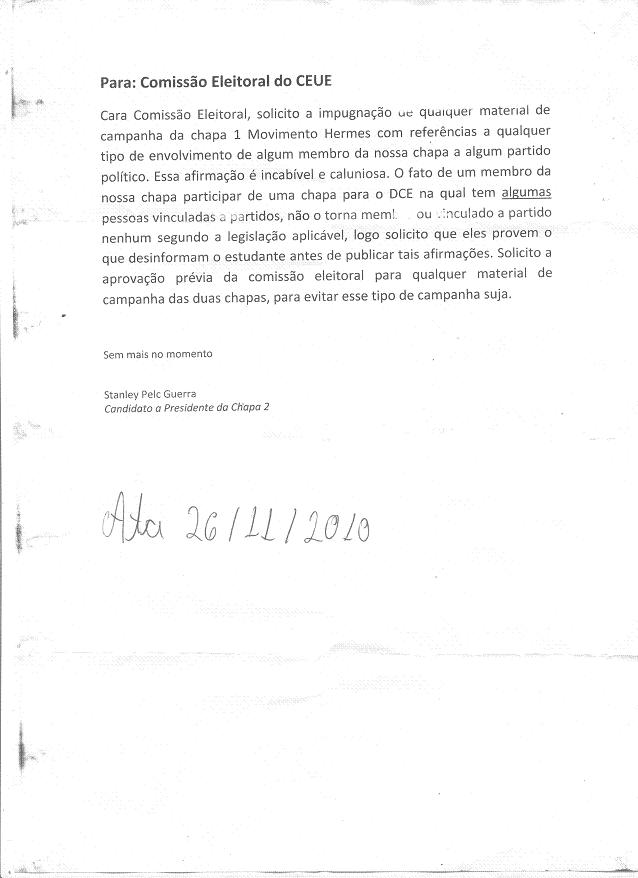 Para: Comissão Eleitoral do CEUE
Cara Comissão Eleitoral, solicito a impugnação de qualquer material de
campanha da chapa 1 Movimento Hermes com referências a qualquer
tipo de envolvimento de algum membro da nossa chapa a algum partido
político. Essa afirmação é incabível e caluniosa. O fato de um membro da
nossa chapa participar de uma chapa para o DCE na qual tem algumas
pessoas vinculadas a partidos, não o torna ou vinculado a partido
nenhum segundo a legislação aplicável, logo solicito que eles provem o
que desinformam o estudante antes de publicar tais afirmações. Solicito a
aprovação prévia da comissão eleitoral para qualquer material de
campanha das duas chapas, para evitar esse tipo de campanha suja.
Sem mais no momento
Stanley Pelc Guerra
Candidato a Presidente da Chapa 2
Ata 26/11/2010